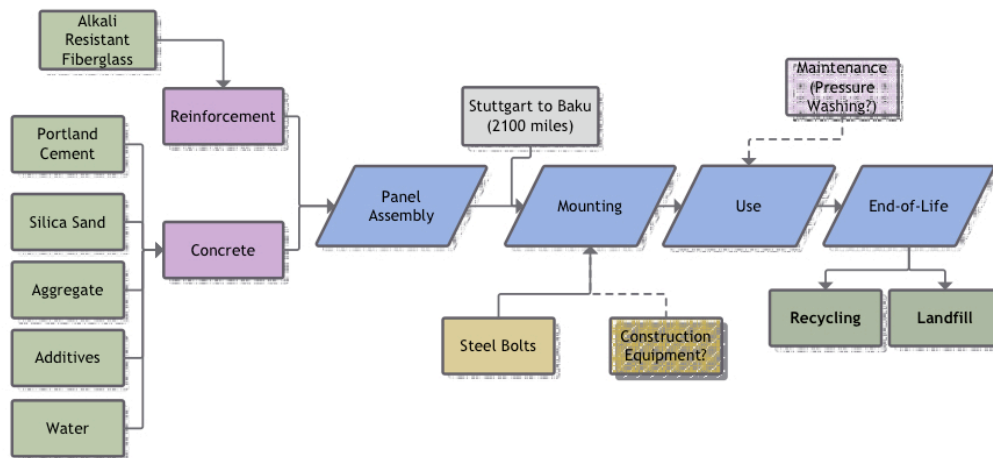 Alkali
Resistant
Fiberglass
Reinforcement
Portland
Cement
Silica Sand
Aggregate
Additives
Water
Concrete
Panel
Assembly
Stuttgart to Baku
(2100 miles)
Mounting
Steel Bolts
Construction
Equipment?
Maintenance
(Pressure
Washing?)
Use
End-of-Life
Recycling
Landfill